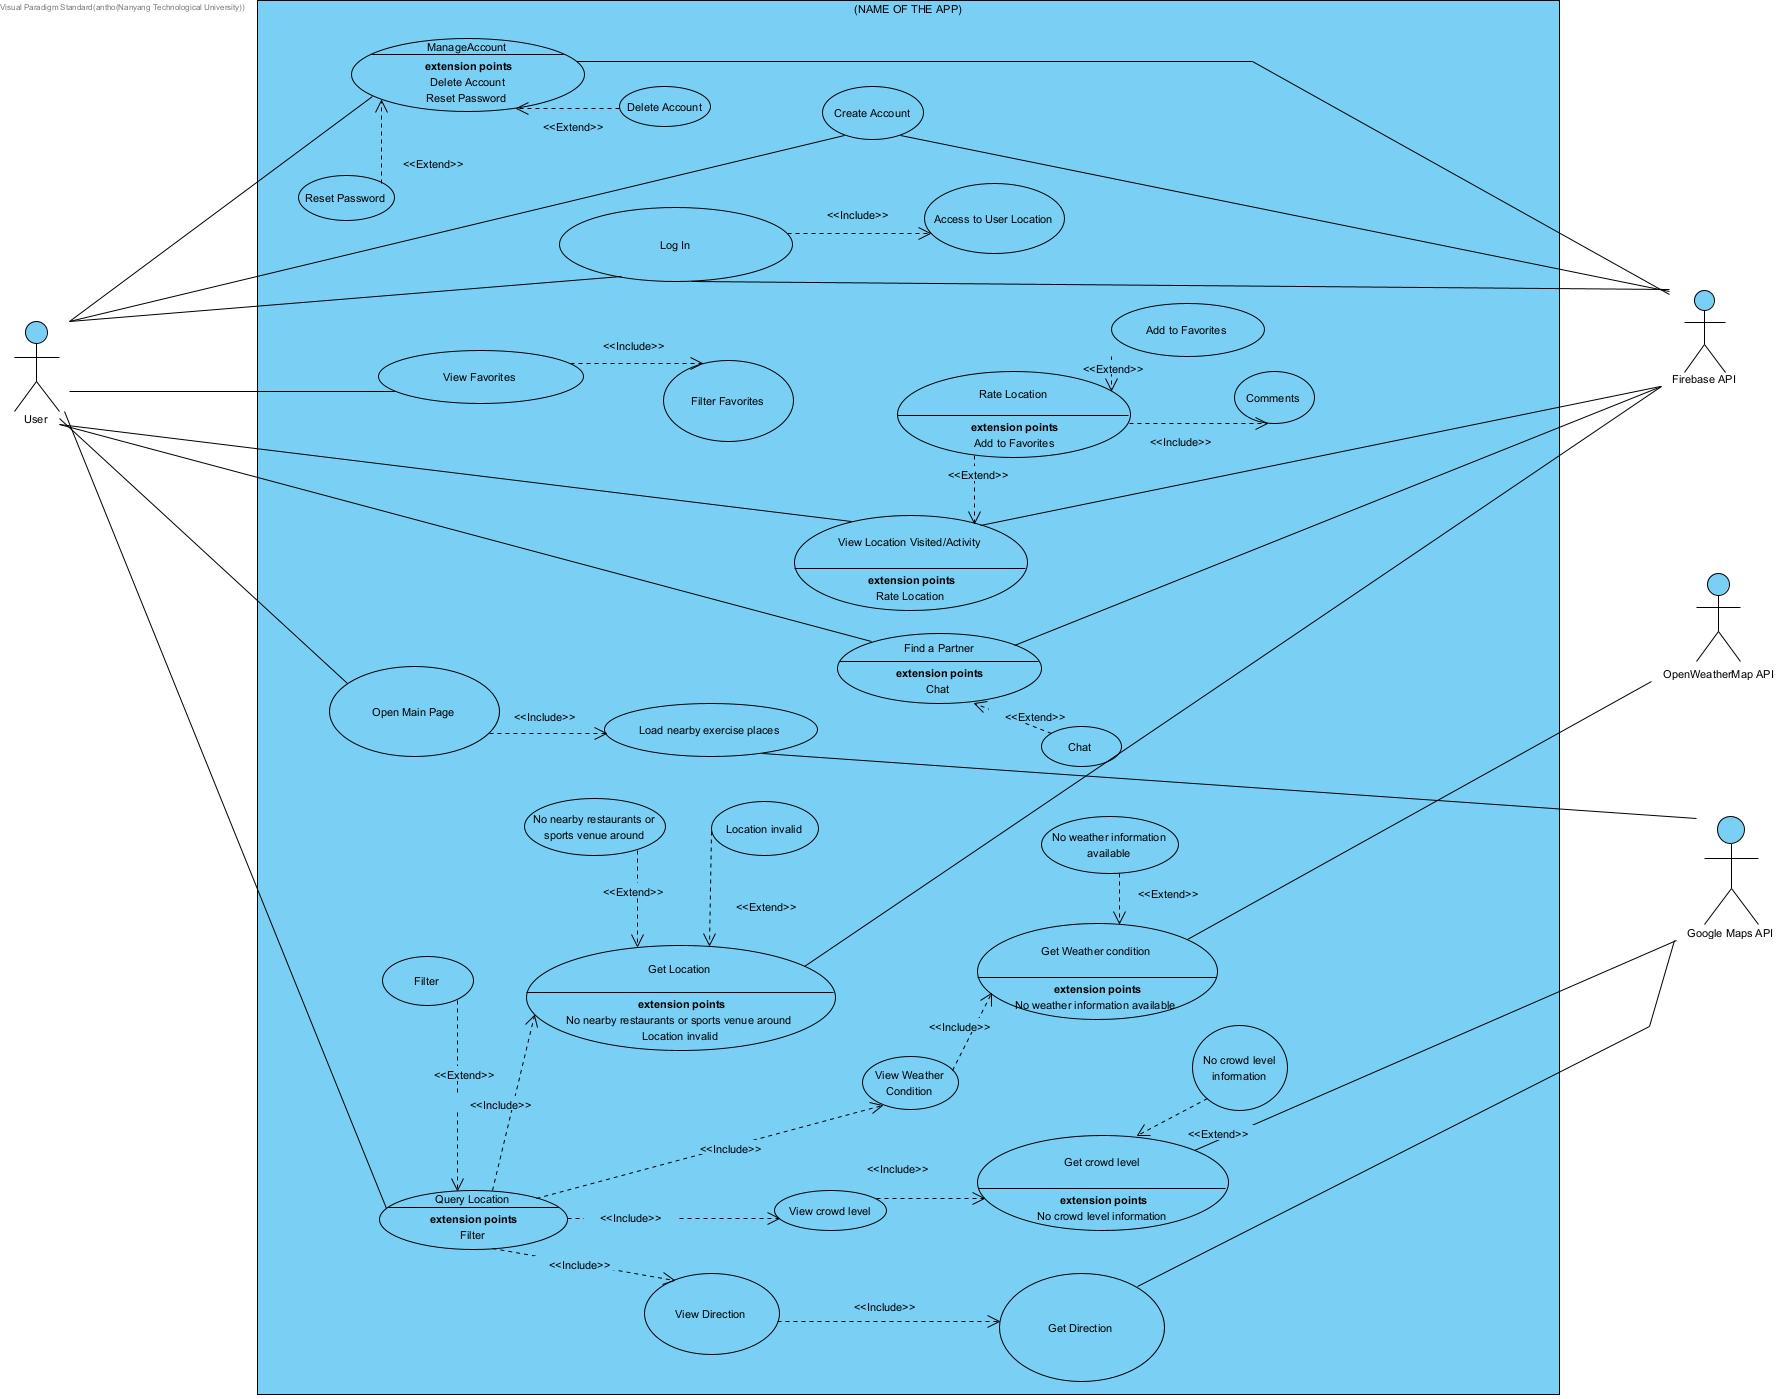 Visual Paradigm Standard(antho(Nanyang Technological University))
(NAME OF THE APP)
ManageAccount
extension points
Delete Account
Reset Password
Delete Account
<<Extend>>
Create Account
<<Extend>>
Reset Password
<<Include>>
Access to User Location
Log In
Add to Favorites
<<Include>>
<<Extend>>
View Favorites
Filter Favorites
Rate Location
extension points
Add to Favorites
Comments
<<Include>>
User
Firebase API
<<Extend>>
View Location Visited/Activity
extension points
Rate Location
Find a Partner
extension points
Chat
<<Extend>>
Chat
OpenWeatherMap API
Open Main Page
<<Include>>
Load nearby exercise places
No nearby restaurants or
sports venue around
Location invalid
No weather information
available
<<Extend>>
<<Extend>>
<<Extend>>
Google Maps API
Filter
Get Location
extension points
No nearby restaurants or sports venue around
Location invalid
Get Weather condition
extension points
No weather information available
<<Include>>
<<Extend>>
<<Include>>
View Weather
Condition
No crowd level
information
<<Include>>
<<Extend>>
Get crowd level
extension points
No crowd level information
<<Include>>
Query Location
extension points
Filter
<<Include>>
View crowd level
<<Include>>
View Direction
<<Include>>
Get Direction